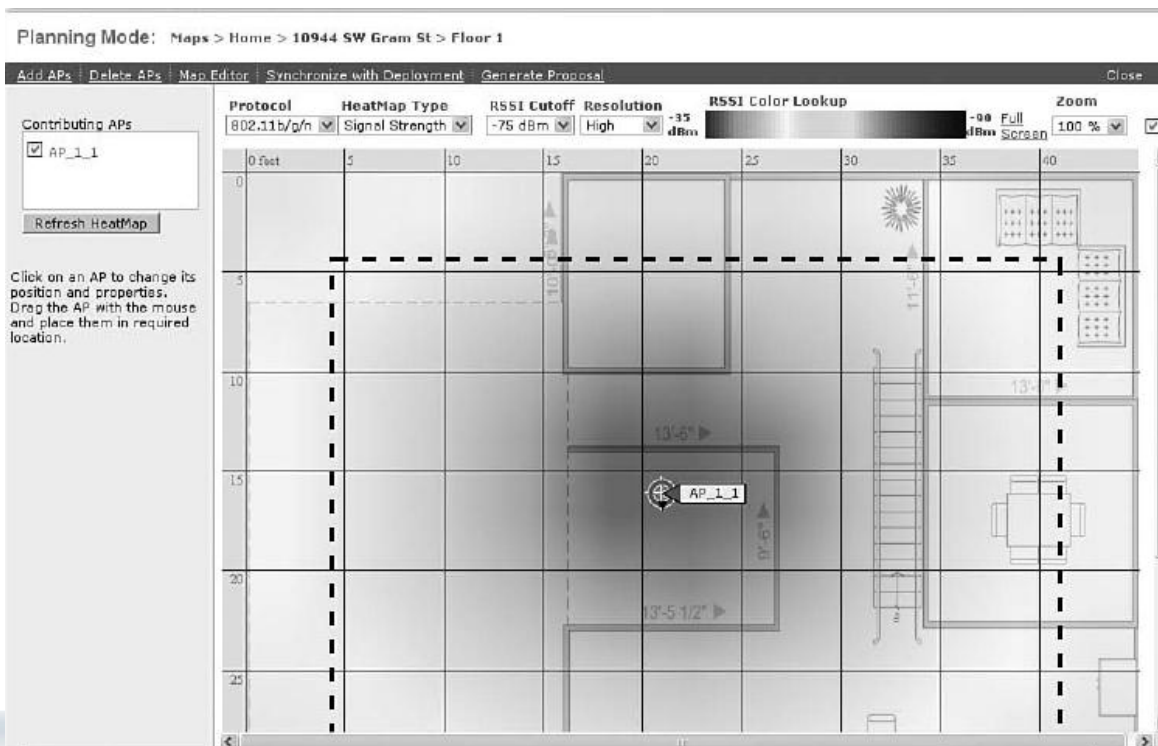 Planning Mode: Maps > Home > 10944 SW Gram St > Floor 1
Add APs Delete APs Map Editor Synchronize with Deployment Generate Proposal Close
Protocol HeatMap Type RSSI Cutoff Resolution RSSI Color Lookup Zoom
802.11b/g/n Signal Strength -75 dBm High -35 dBm -90 dBm Full Screen 100 %
Contributing APs
AP_1_1
Refresh HeatMap
Click on an AP to change its
position and properties.
Drag the AP with the mouse
and place them in required
location.
0 feet 5 10 15 20 25 30 35 40
0
5
10
15
20
25
11'-6"
13'-6"
AP_1_1
9'-6"
13'-5 1/2"